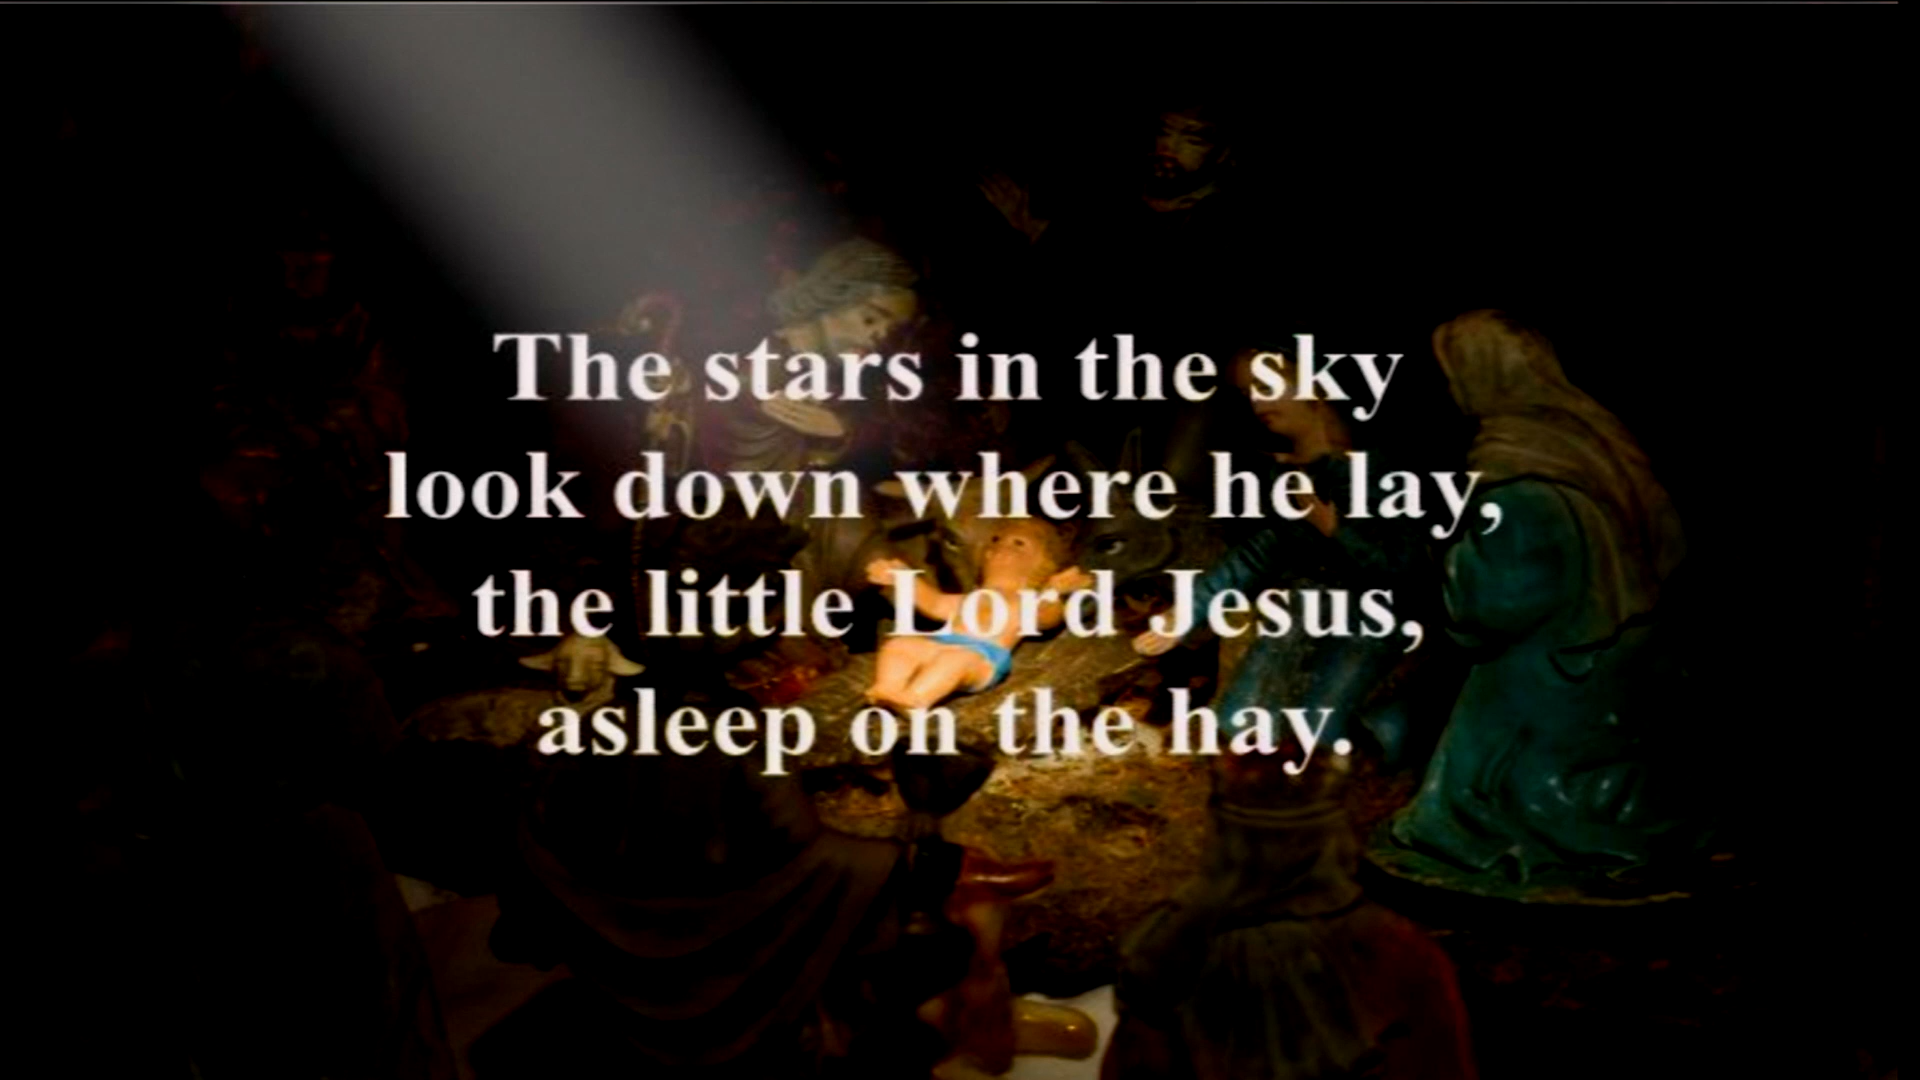 The stars in the sky
look down where he lay,
the little Lord Jesus,
asleep on the hay.